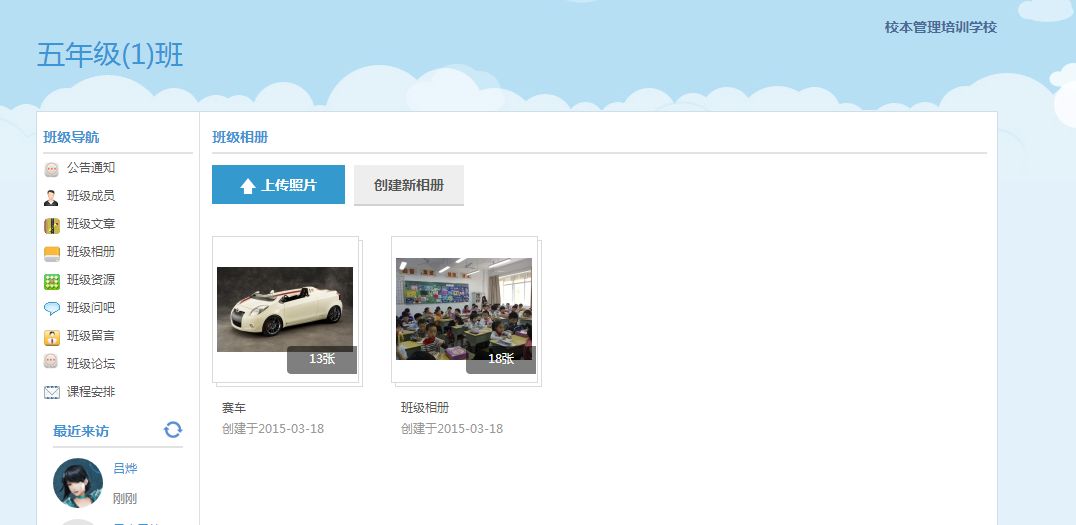 校本管理培训学校
五年级(1)班
班级导航
公告通知
班级成员
班级文章
班级相册
班级资源
班级问吧
班级留言
班级论坛
课程安排
最近来访
吕烨
刚刚
班级相册
上传照片
创建新相册
13张
18张
赛车
创建于2015-03-18
班级相册
创建于2015-03-18